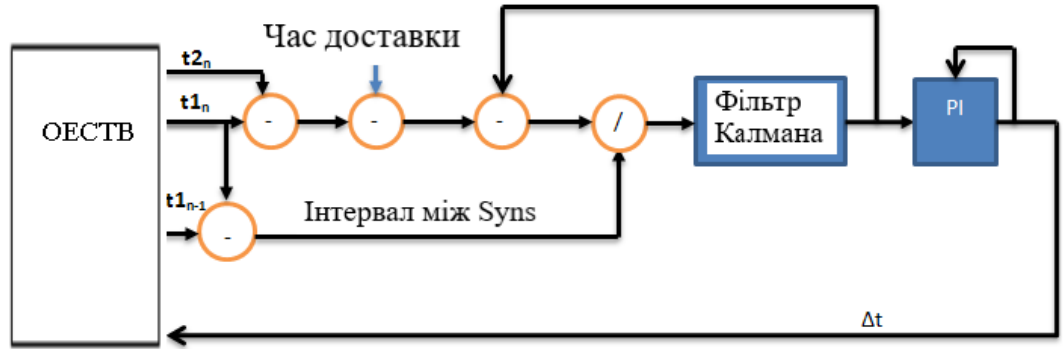 Час доставки
t2n
t1n
ОЕСТВ
-
-
-
/
Фільтр
Калмана
PI
t1n-1
-
Інтервал між Syns
Δt